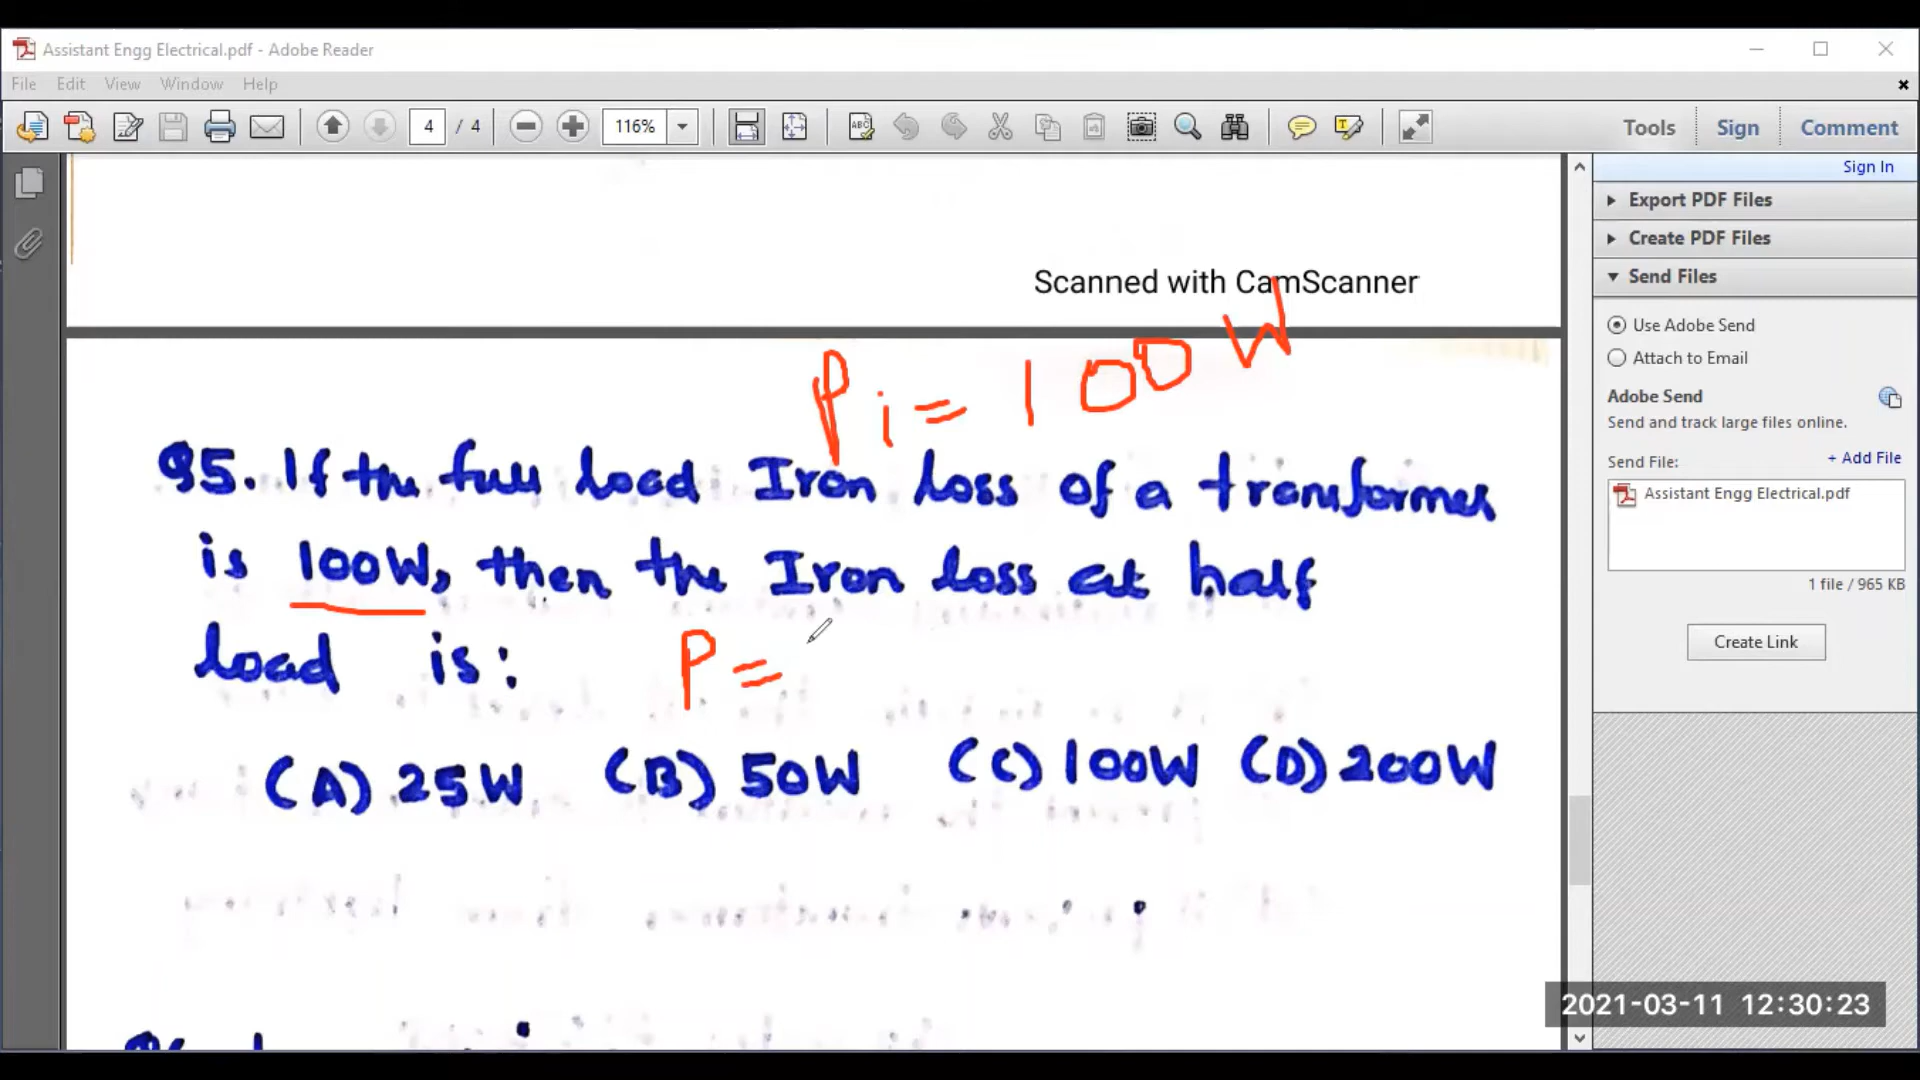 Assistant Engg Electrical.pdf - Adobe Reader
File Edit View Window Help
4 / 4 116% Tools Sign Comment
Sign In
Export PDF Files
Create PDF Files
Send Files
Use Adobe Send
Attach to Email
Adobe Send
Send and track large files online.
Send File: + Add File
Assistant Engg Electrical.pdf
1 file / 965 KB
Create Link
Scanned with CamScanner
Pi = 100 W
Q5. If the full load Iron loss of a transformer
is 100W, then the Iron loss at half
load is:
P =
(A) 25W (B) 50W (C) 100W (D) 200W
2021-03-11 12:30:23